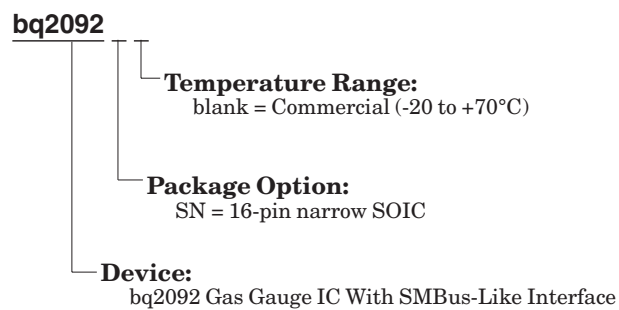 bq2092
Temperature Range:
blank = Commercial (-20 to +70°C)
Package Option:
SN = 16-pin narrow SOIC
Device:
bq2092 Gas Gauge IC With SMBus-Like Interface